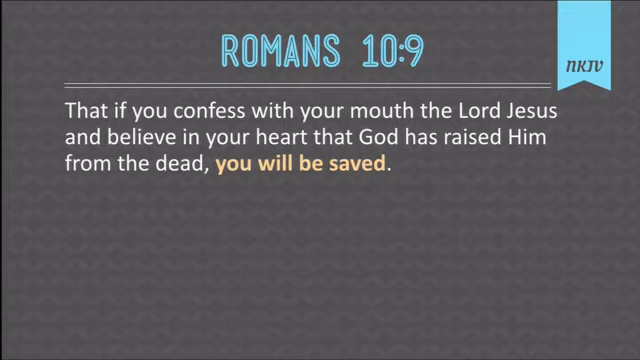 ROMANS 10:9
NKJV
That if you confess with your mouth the Lord Jesus
and believe in your heart that God has raised Him
from the dead, you will be saved.